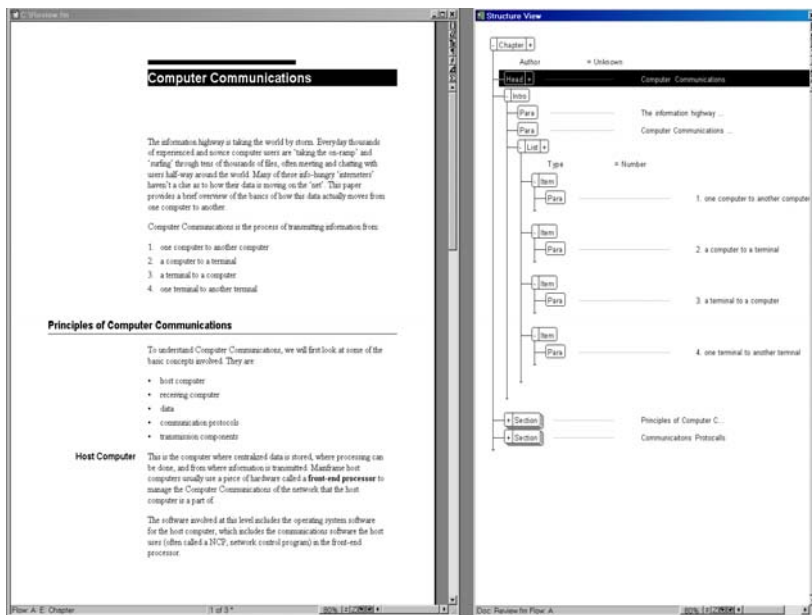 C:\Review.fm
Computer Communications
The information highway is taking the world by storm. Everyday thousands
of experienced and novice computer users are 'taking the on-ramp' and
'surfing' through tens of thousands of files, often meeting and chatting with
users half-way around the world. Many of these info-hungry 'interneters'
haven't a clue as to how their data is moving on the 'net'. This paper
provides a brief overview of the basics of how this data actually moves from
one computer to another.
Computer Communications is the process of transmitting information from:
1. one computer to another computer
2. a computer to a terminal
3. a terminal to a computer
4. one terminal to another terminal
Principles of Computer Communications
To understand Computer Communications, we will first look at some of the
basic concepts involved. They are:
• host computer
• receiving computer
• data
• communication protocols
• transmission components
Host Computer This is the computer where centralized data is stored, where processing can
be done, and from where information is transmitted. Mainframe host
computers usually use a piece of hardware called a front-end processor to
manage the Computer Communications of the network that the host
computer is a part of.
The software involved at this level includes the operating system software
for the host computer, which includes the communications software the host
uses (often called a NCP, network control program) in the front-end
processor.
Flow: A E: Chapter 1 of 3 * 80%
Structure View
Chapter
Author = Unknown
Head Computer Communications
Intro
Para The information highway ...
Para Computer Communications ...
List
Type = Number
Item
Para 1. one computer to another computer
Item
Para 2. a computer to a terminal
Item
Para 3. a terminal to a computer
Item
Para 4. one terminal to another terminal
Section Principles of Computer C...
Section Communications Protocalls
Doc: Review.fm Flow: A 80%